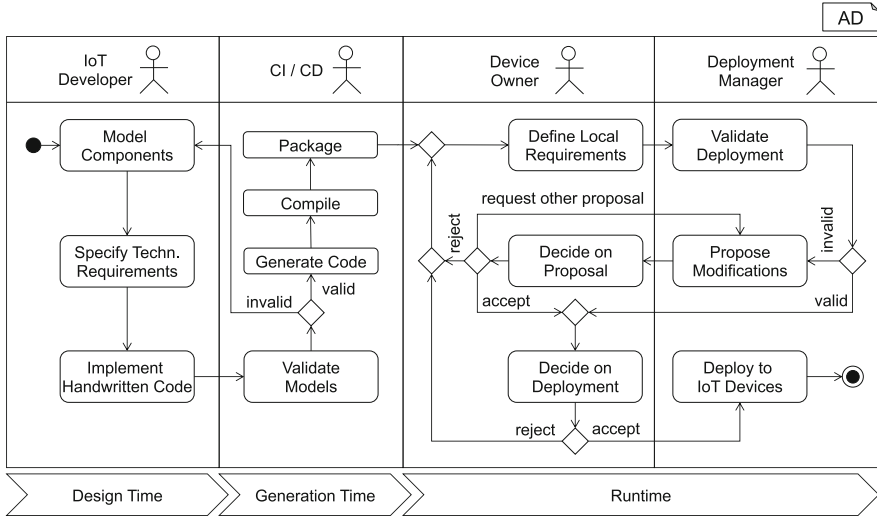 AD
IoT
Developer
CI / CD
Device
Owner
Deployment
Manager
Model
Components
Specify Techn.
Requirements
Implement
Handwritten Code
Package
Compile
Generate Code
invalid
valid
Validate
Models
Define Local
Requirements
request other proposal
reject
Decide on
Proposal
accept
Decide on
Deployment
reject
accept
Validate
Deployment
invalid
Propose
Modifications
valid
Deploy to
IoT Devices
Design Time
Generation Time
Runtime